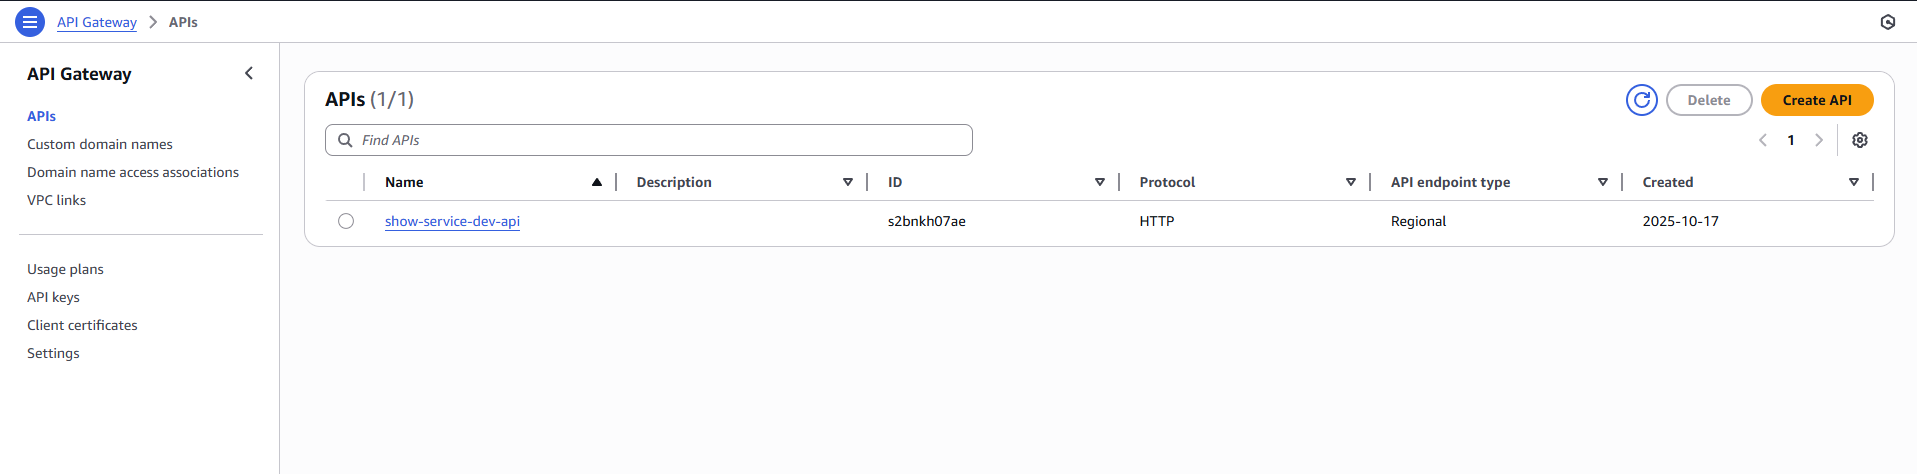 API Gateway > APIs
API Gateway
APIs
Custom domain names
Domain name access associations
VPC links
Usage plans
API keys
Client certificates
Settings
APIs (1/1)
Delete
Create API
Find APIs
1
Name Description ID Protocol API endpoint type Created
show-service-dev-api s2bnkh07ae HTTP Regional 2025-10-17